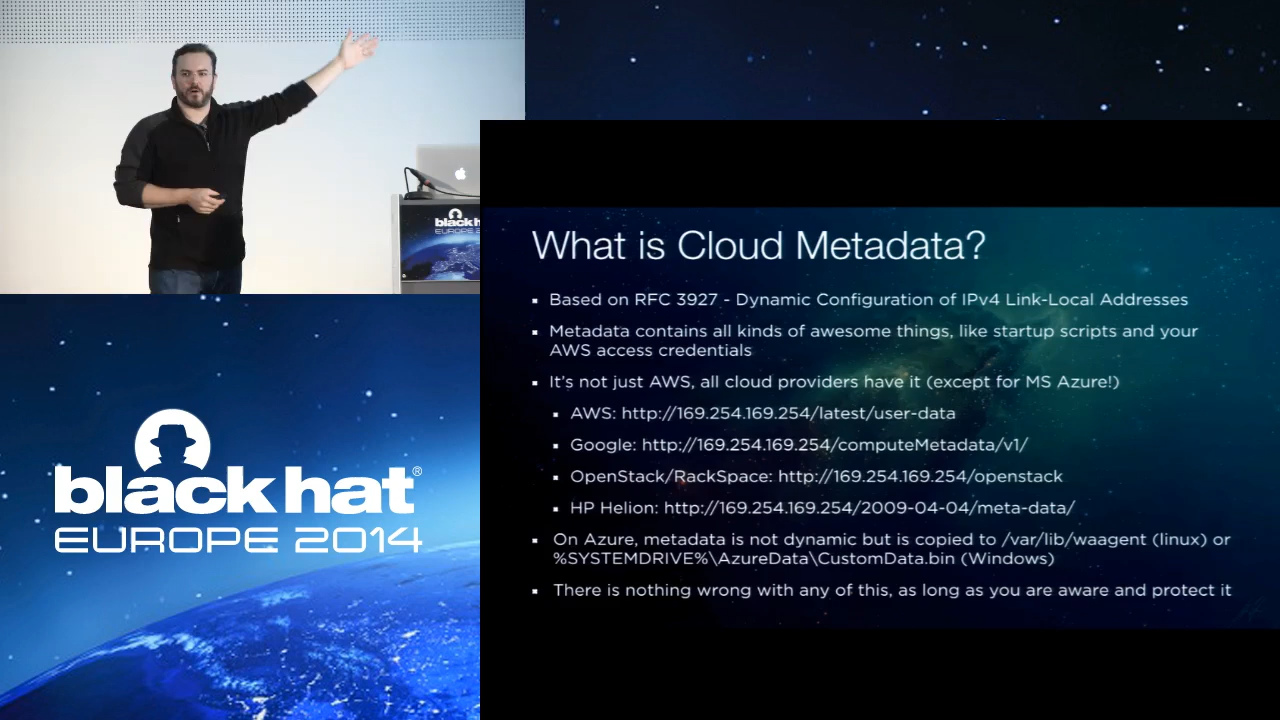 black h
EUROPE 2
What is Cloud Metadata?
▪ Based on RFC 3927 - Dynamic Configuration of IPv4 Link-Local Addresses
▪ Metadata contains all kinds of awesome things, like startup scripts and your
AWS access credentials
▪ It's not just AWS, all cloud providers have it (except for MS Azure!)
▪ AWS: http://169.254.169.254/latest/user-data
▪ Google: http://169.254.169.254/computeMetadata/v1/
▪ OpenStack/RackSpace: http://169.254.169.254/openstack
▪ HP Helion: http://169.254.169.254/2009-04-04/meta-data/
▪ On Azure, metadata is not dynamic but is copied to /var/lib/waagent (linux) or
%SYSTEMDRIVE%\AzureData\CustomData.bin (Windows)
▪ There is nothing wrong with any of this, as long as you are aware and protect it
black hat®
EUROPE 2014